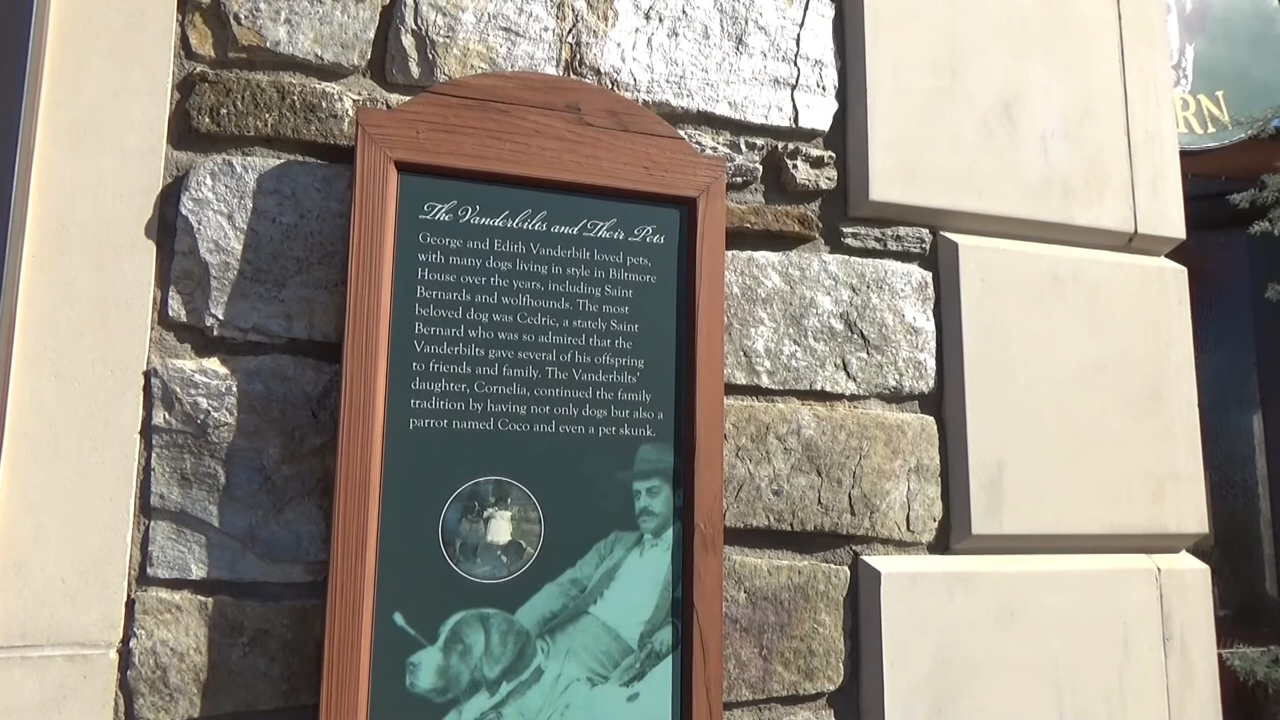 The Vanderbilts and Their Pets
George and Edith Vanderbilt loved pets,
with many dogs living in style in Biltmore
House over the years, including Saint
Bernards and wolfhounds. The most
beloved dog was Cedric, a stately Saint
Bernard who was so admired that the
Vanderbilts gave several of his offspring
to friends and family. The Vanderbilts'
daughter, Cornelia, continued the family
tradition by having not only dogs but also a
parrot named Coco and even a pet skunk.
RN